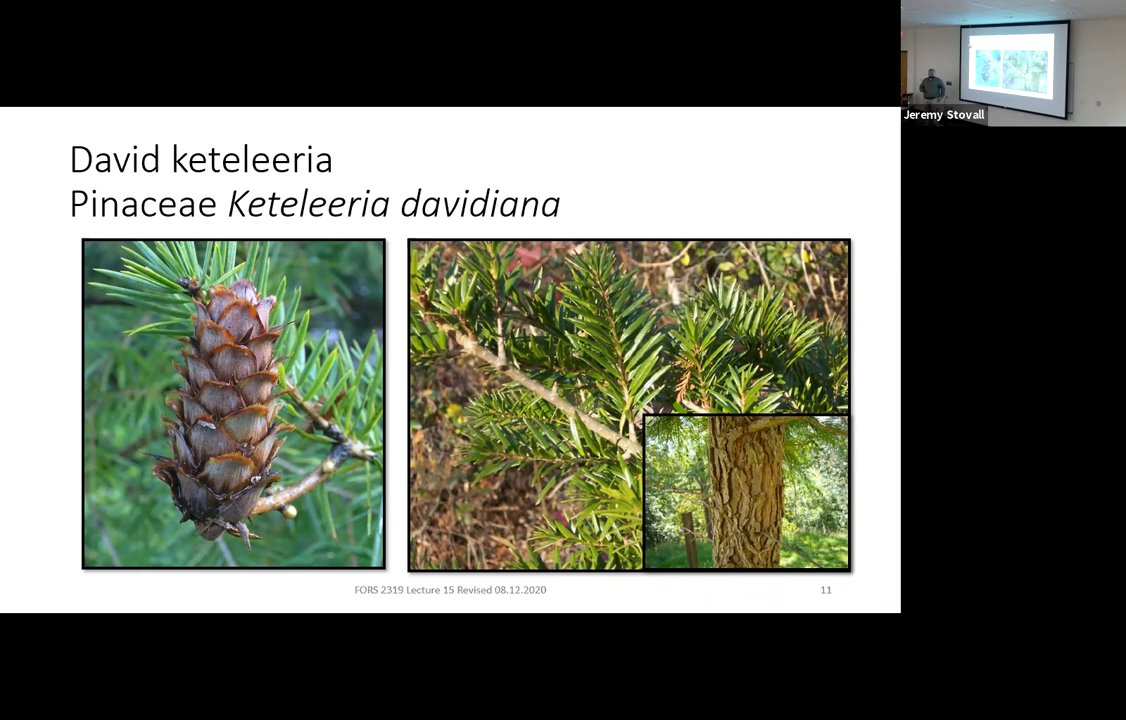 David keteleeria
Pinaceae Keteleeria davidiana
FORS 2319 Lecture 15 Revised 08.12.2020
11
Jeremy Stovall